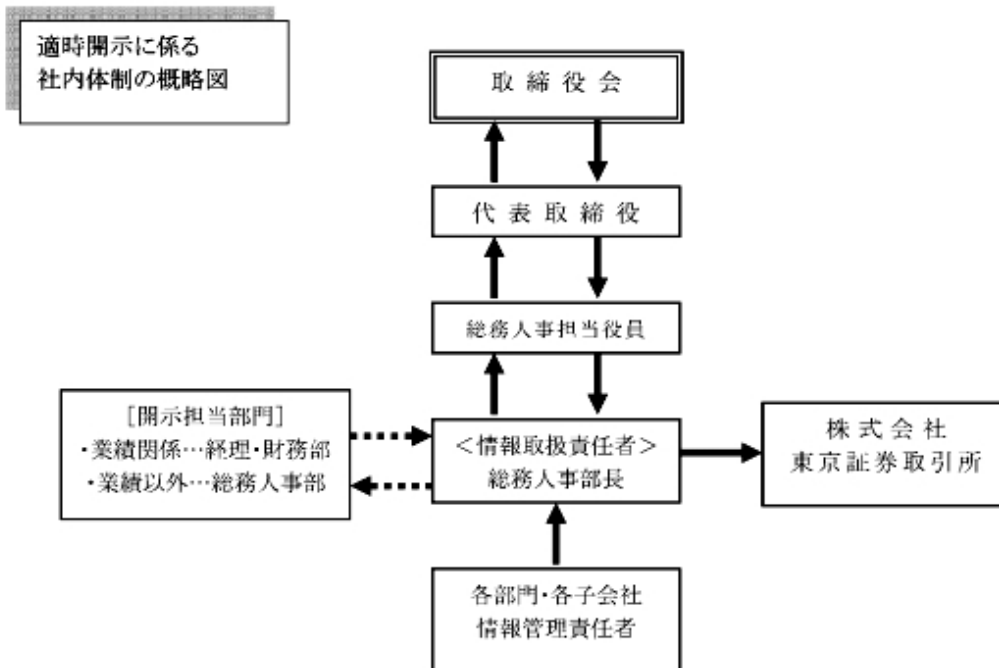 適時開示に係る
社内体制の概略図
取締役会
代表取締役
総務人事担当役員
[開示担当部門]
・業績関係…経理・財務部
・業績以外…総務人事部
＜情報取扱責任者＞
総務人事部長
株式会社
東京証券取引所
各部門・各子会社
情報管理責任者